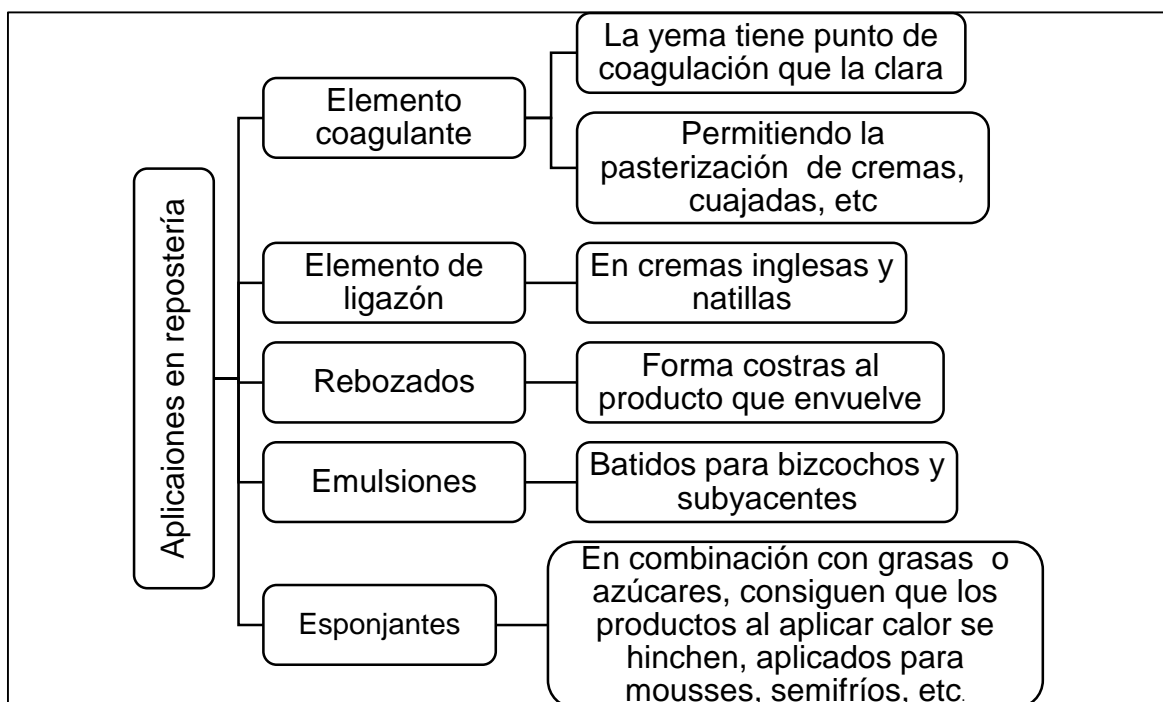 Aplicaiones en repostería
Elemento
coagulante
La yema tiene punto de
coagulación que la clara
Permitiendo la
pasterización de cremas,
cuajadas, etc
Elemento de
ligazón
En cremas inglesas y
natillas
Rebozados
Forma costras al
producto que envuelve
Emulsiones
Batidos para bizcochos y
subyacentes
Esponjantes
En combinación con grasas o
azúcares, consiguen que los
productos al aplicar calor se
hinchen, aplicados para
mousses, semifríos, etc.